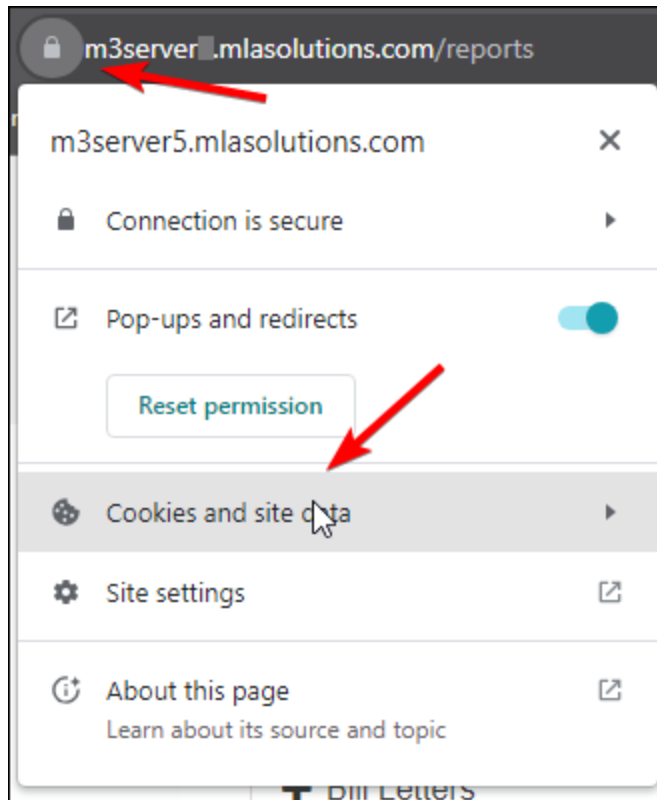 m3server .mlasolutions.com/reports
m3server5.mlasolutions.com
Connection is secure
Pop-ups and redirects
Reset permission
Cookies and site data
Site settings
About this page
Learn about its source and topic
Bill Letters